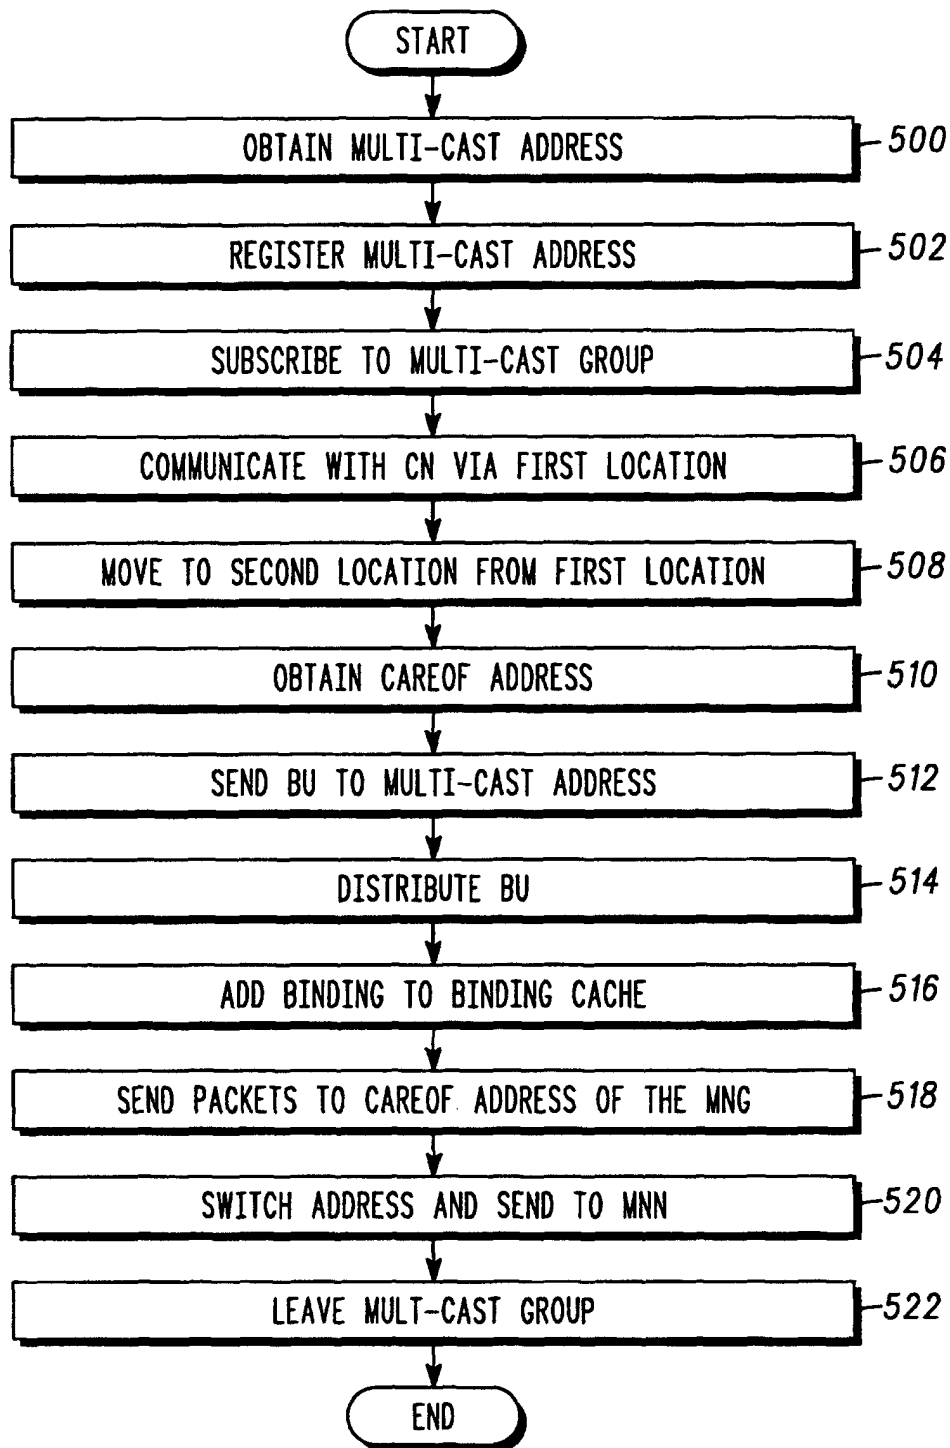 START
OBTAIN MULTI-CAST ADDRESS
500
REGISTER MULTI-CAST ADDRESS
502
SUBSCRIBE TO MULTI-CAST GROUP
504
COMMUNICATE WITH CN VIA FIRST LOCATION
506
MOVE TO SECOND LOCATION FROM FIRST LOCATION
508
OBTAIN CAREOF ADDRESS
510
SEND BU TO MULTI-CAST ADDRESS
512
DISTRIBUTE BU
514
ADD BINDING TO BINDING CACHE
516
SEND PACKETS TO CAREOF ADDRESS OF THE MNG
518
SWITCH ADDRESS AND SEND TO MNN
520
LEAVE MULT-CAST GROUP
522
END